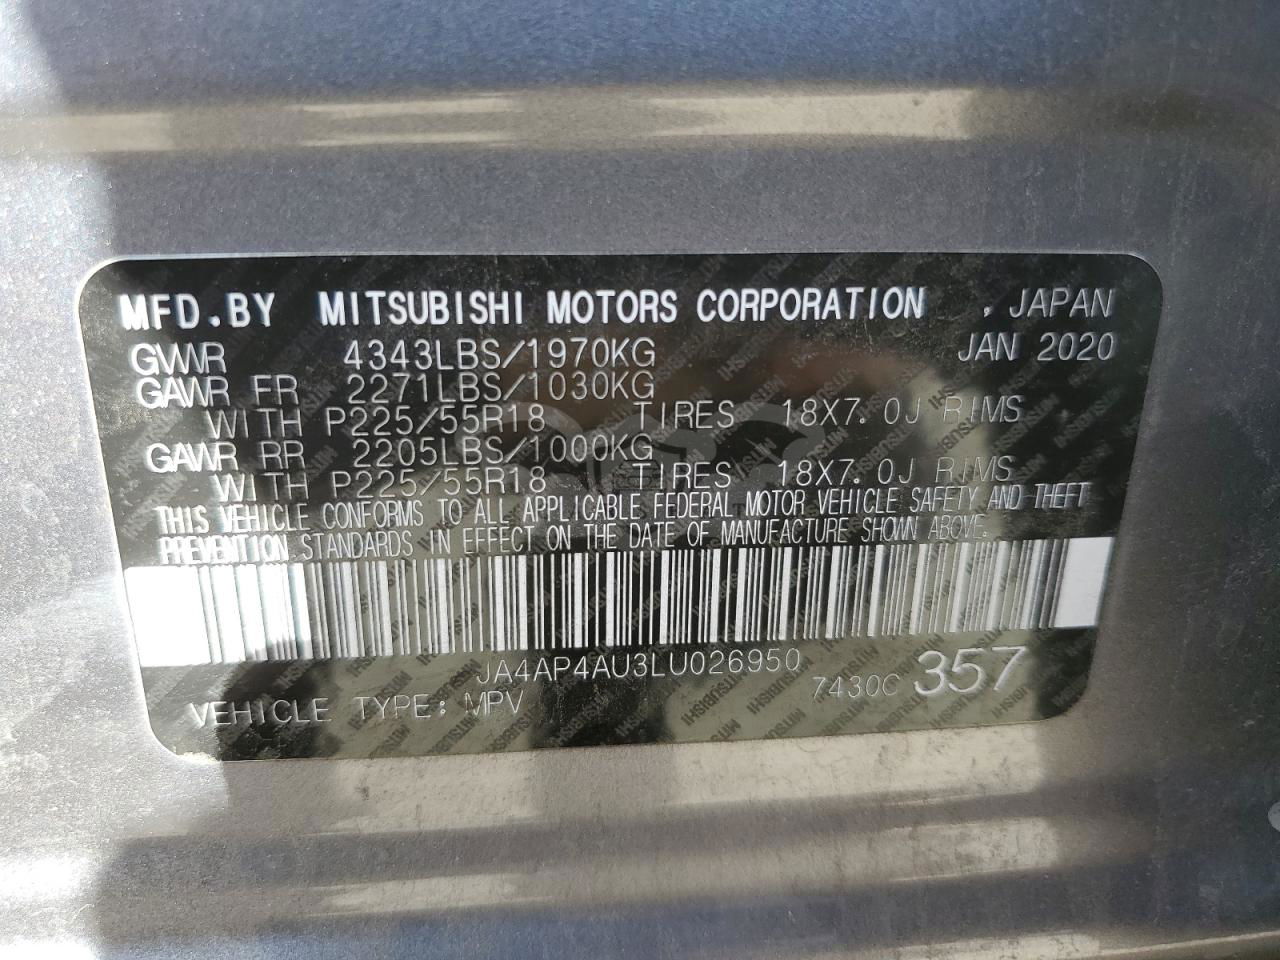 MFD.BY MITSUBISHI MOTORS CORPORATION , JAPAN
GVWR 4343LBS/1970KG JAN 2020
GAWR FR 2271LBS/1030KG
WITH P225/55R18 TIRES 18X7.0J RIMS
GAWR RR 2205LBS/1000KG
WITH P225/55R18 TIRES 18X7.0J RIMS
THIS VEHICLE CONFORMS TO ALL APPLICABLE FEDERAL MOTOR VEHICLE SAFETY AND THEFT
PREVENTION STANDARDS IN EFFECT ON THE DATE OF MANUFACTURE SHOWN ABOVE.
JA4AP4AU3LU026950
VEHICLE TYPE: MPV 7430C 357